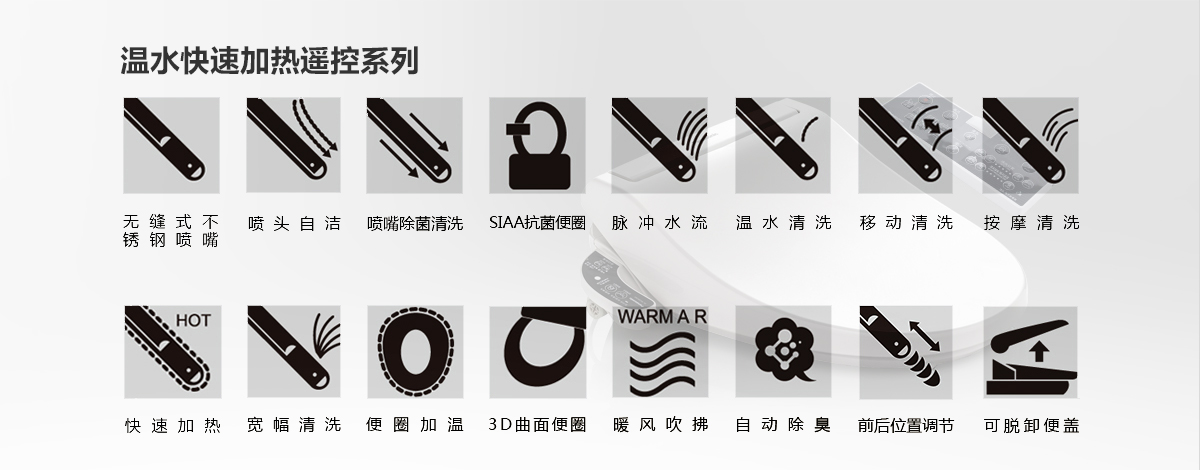 温水快速加热遥控系列
无缝式不
锈钢喷嘴
喷头自洁
喷嘴除菌清洗
SIAA抗菌便圈
脉冲水流
温水清洗
移动清洗
按摩清洗
HOT
WARM A R
快速加热
宽幅清洗
便圈加温
3D曲面便圈
暖风吹拂
自动除臭
前后位置调节
可脱卸便盖